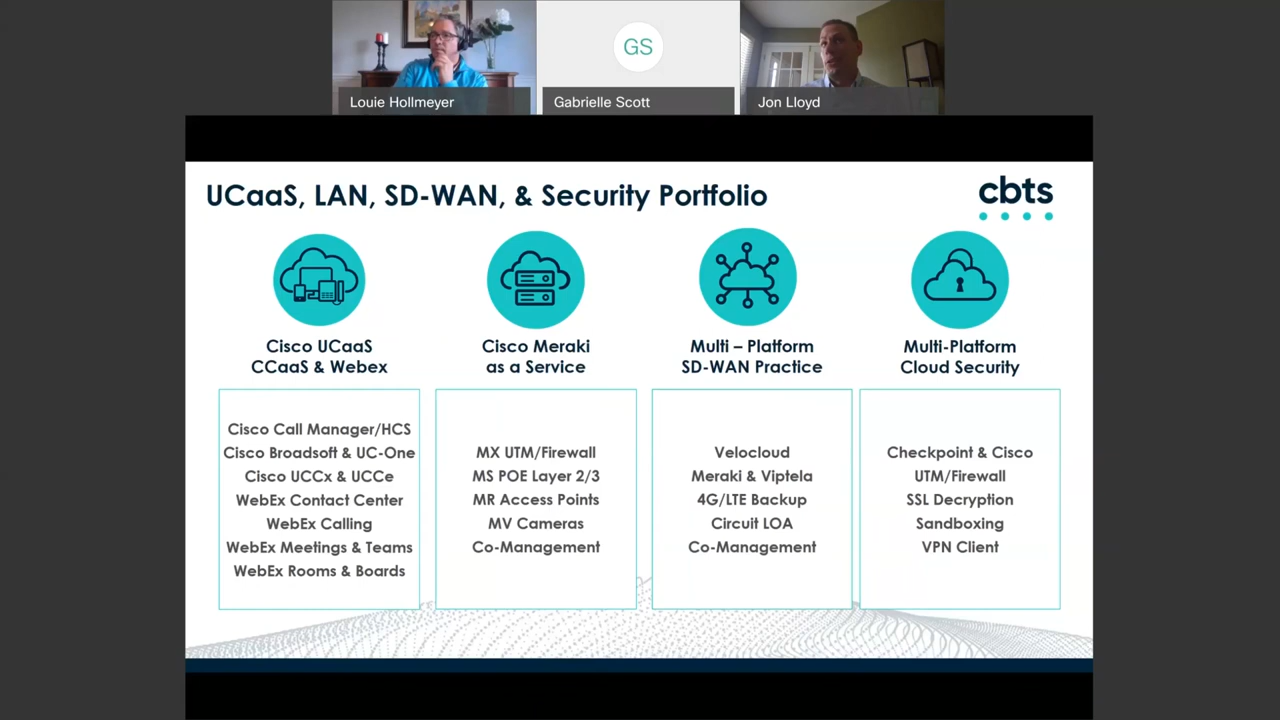 Louie Hollmeyer
GS
Gabrielle Scott
Jon Lloyd
UCaaS, LAN, SD-WAN, & Security Portfolio
cbts
Cisco UCaaS
CCaaS & Webex
Cisco Call Manager/HCS
Cisco Broadsoft & UC-One
Cisco UCCx & UCCe
WebEx Contact Center
WebEx Calling
WebEx Meetings & Teams
WebEx Rooms & Boards
Cisco Meraki
as a Service
MX UTM/Firewall
MS POE Layer 2/3
MR Access Points
MV Cameras
Co-Management
Multi – Platform
SD-WAN Practice
Velocloud
Meraki & Viptela
4G/LTE Backup
Circuit LOA
Co-Management
Multi-Platform
Cloud Security
Checkpoint & Cisco
UTM/Firewall
SSL Decryption
Sandboxing
VPN Client